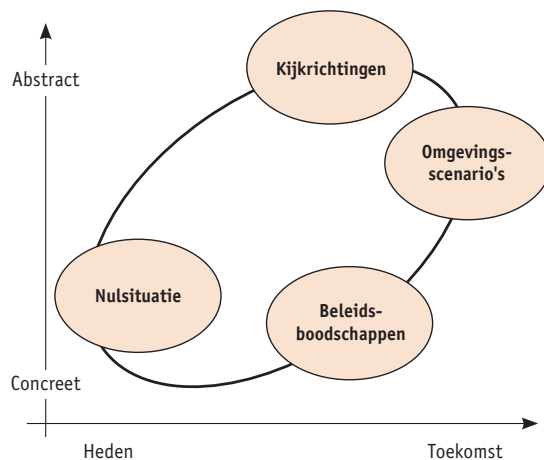 Abstract
Kijkrichtingen
Omgevings-
scenario's
Nulsituatie
Beleids-
boodschappen
Concreet
Heden
Toekomst